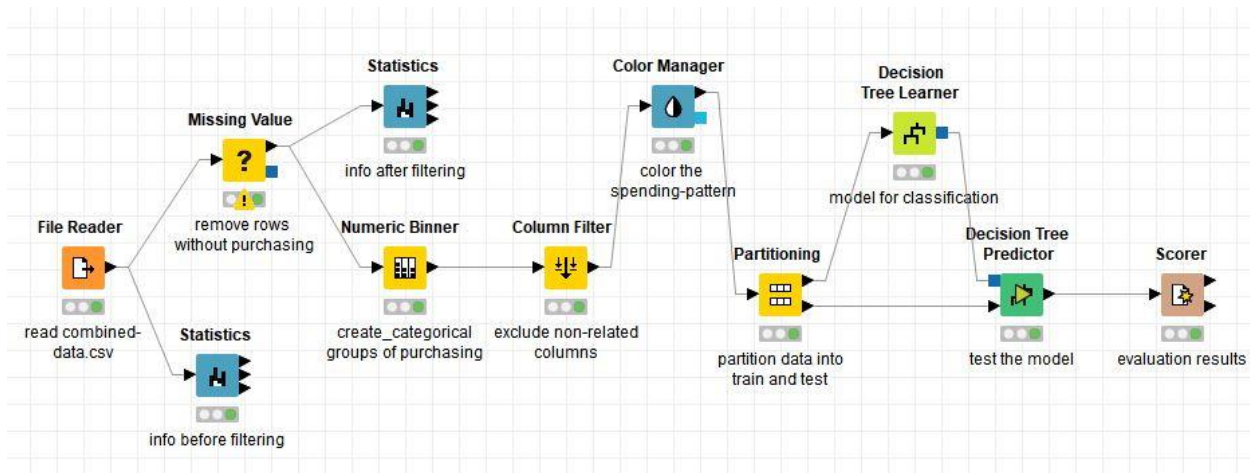 File Reader
read combined-
data.csv
Statistics
info before filtering
Missing Value
?
!
remove rows
without purchasing
Statistics
info after filtering
Numeric Binner
create_categorical
groups of purchasing
Column Filter
exclude non-related
columns
Color Manager
color the
spending-pattern
Partitioning
partition data into
train and test
Decision
Tree Learner
model for classification
Decision Tree
Predictor
test the model
Scorer
evaluation results